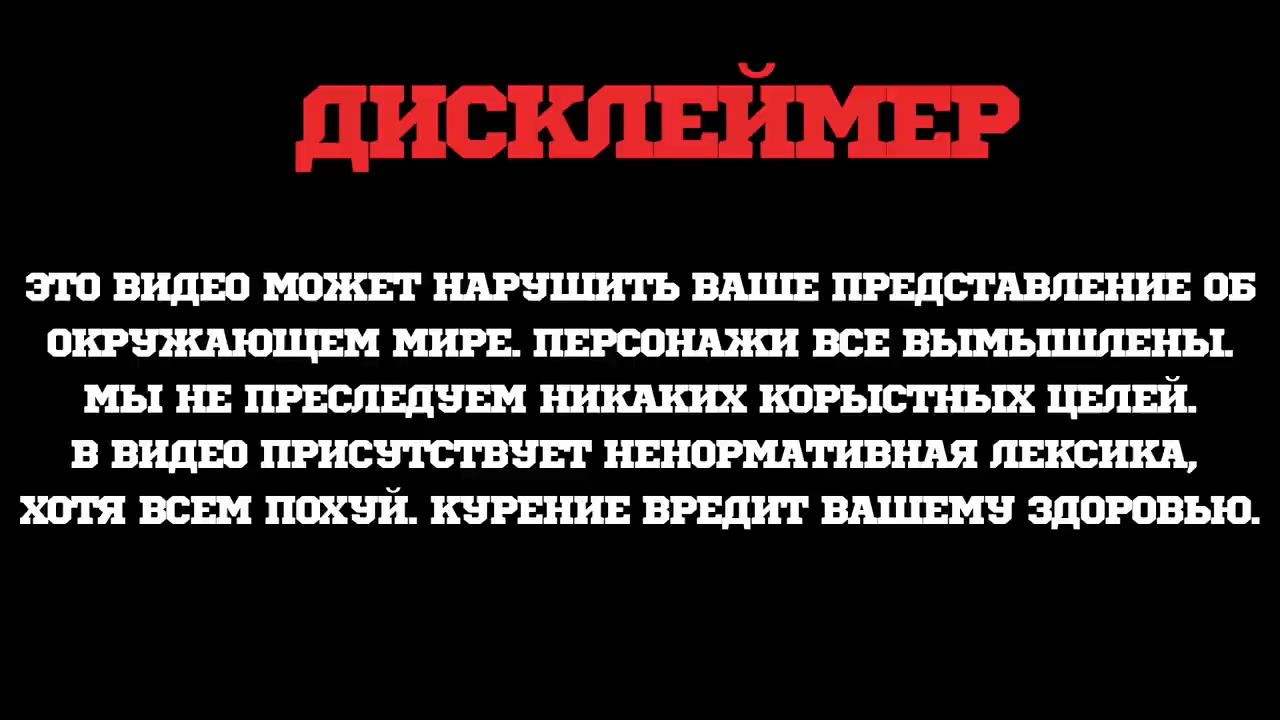 ДИСКЛЕЙМЕР
ЭТО ВИДЕО МОЖЕТ НАРУШИТЬ ВАШЕ ПРЕДСТАВЛЕНИЕ ОБ
ОКРУЖАЮЩЕМ МИРЕ. ПЕРСОНАЖИ ВСЕ ВЫМЫШЛЕНЫ.
МЫ НЕ ПРЕСЛЕДУЕМ НИКАКИХ КОРЫСТНЫХ ЦЕЛЕЙ.
В ВИДЕО ПРИСУТСТВУЕТ НЕНОРМАТИВНАЯ ЛЕКСИКА,
ХОТЯ ВСЕМ ПОХУЙ. КУРЕНИЕ ВРЕДИТ ВАШЕМУ ЗДОРОВЬЮ.